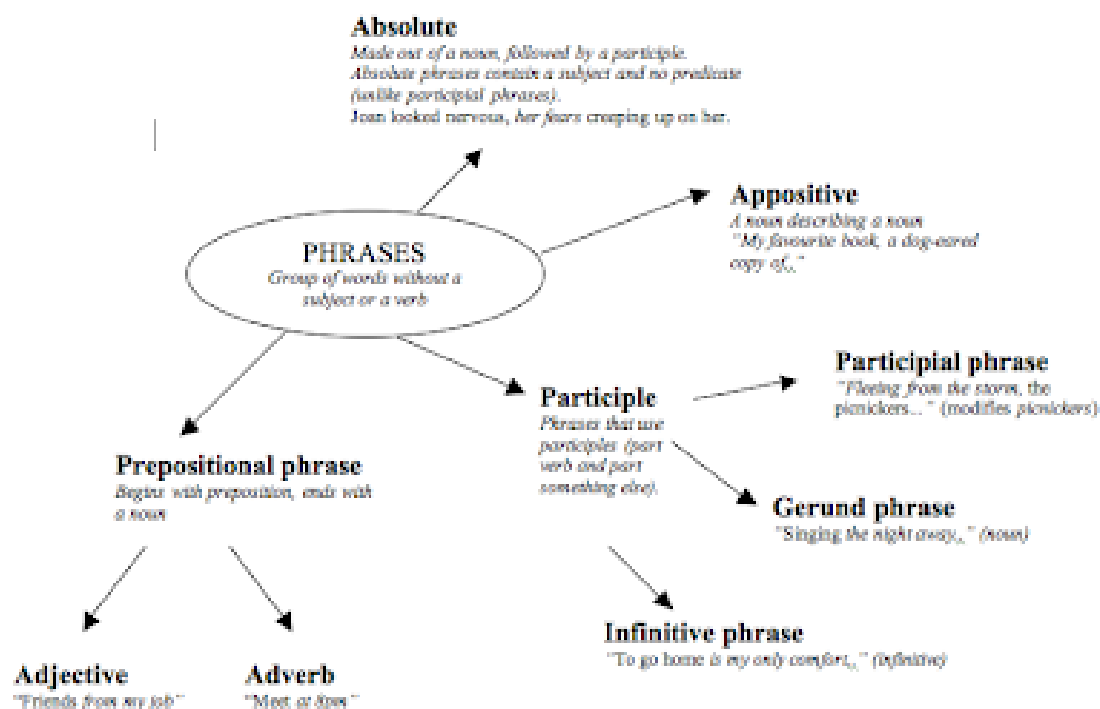 Absolute
Made out of a noun, followed by a participle.
Absolute phrases contain a subject and no predicate
(unlike participial phrases).
Joan looked nervous, her fears creeping up on her.
Appositive
A noun describing a noun
"My favourite book, a dog-eared
copy of,,"
PHRASES
Group of words without a
subject or a verb
Participial phrase
"Fleeing from the storm, the
picnickers..." (modifies picnickers)
Participle
Phrases that use
participles (part
verb and part
something else).
Prepositional phrase
Begins with preposition, ends with
a noun
Gerund phrase
"Singing the night away,," (noun)
Infinitive phrase
"To go home is my only comfort,," (infinitive)
Adjective
"Friends from my job"
Adverb
"Meet at 8pm"